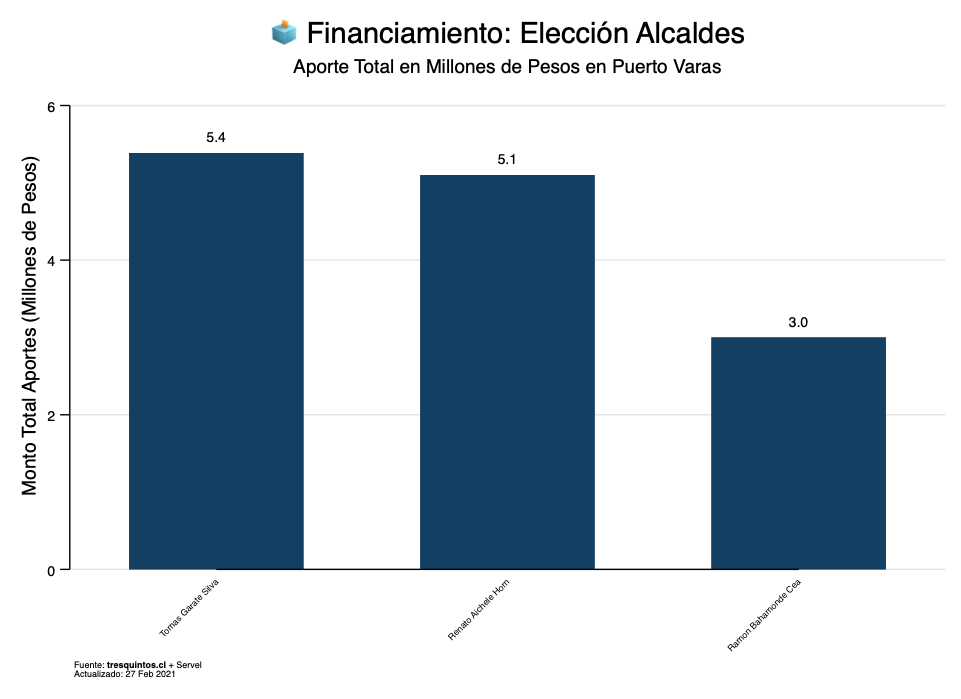 Financiamiento: Elección Alcaldes
Aporte Total en Millones de Pesos en Puerto Varas
Monto Total Aportes (Millones de Pesos)
6
4
2
0
5.4
5.1
3.0
Tomas Garate Silva
Renato Aichele Horn
Ramon Bahamonde Cea
Fuente: tresquintos.cl + Servel
Actualizado: 27 Feb 2021